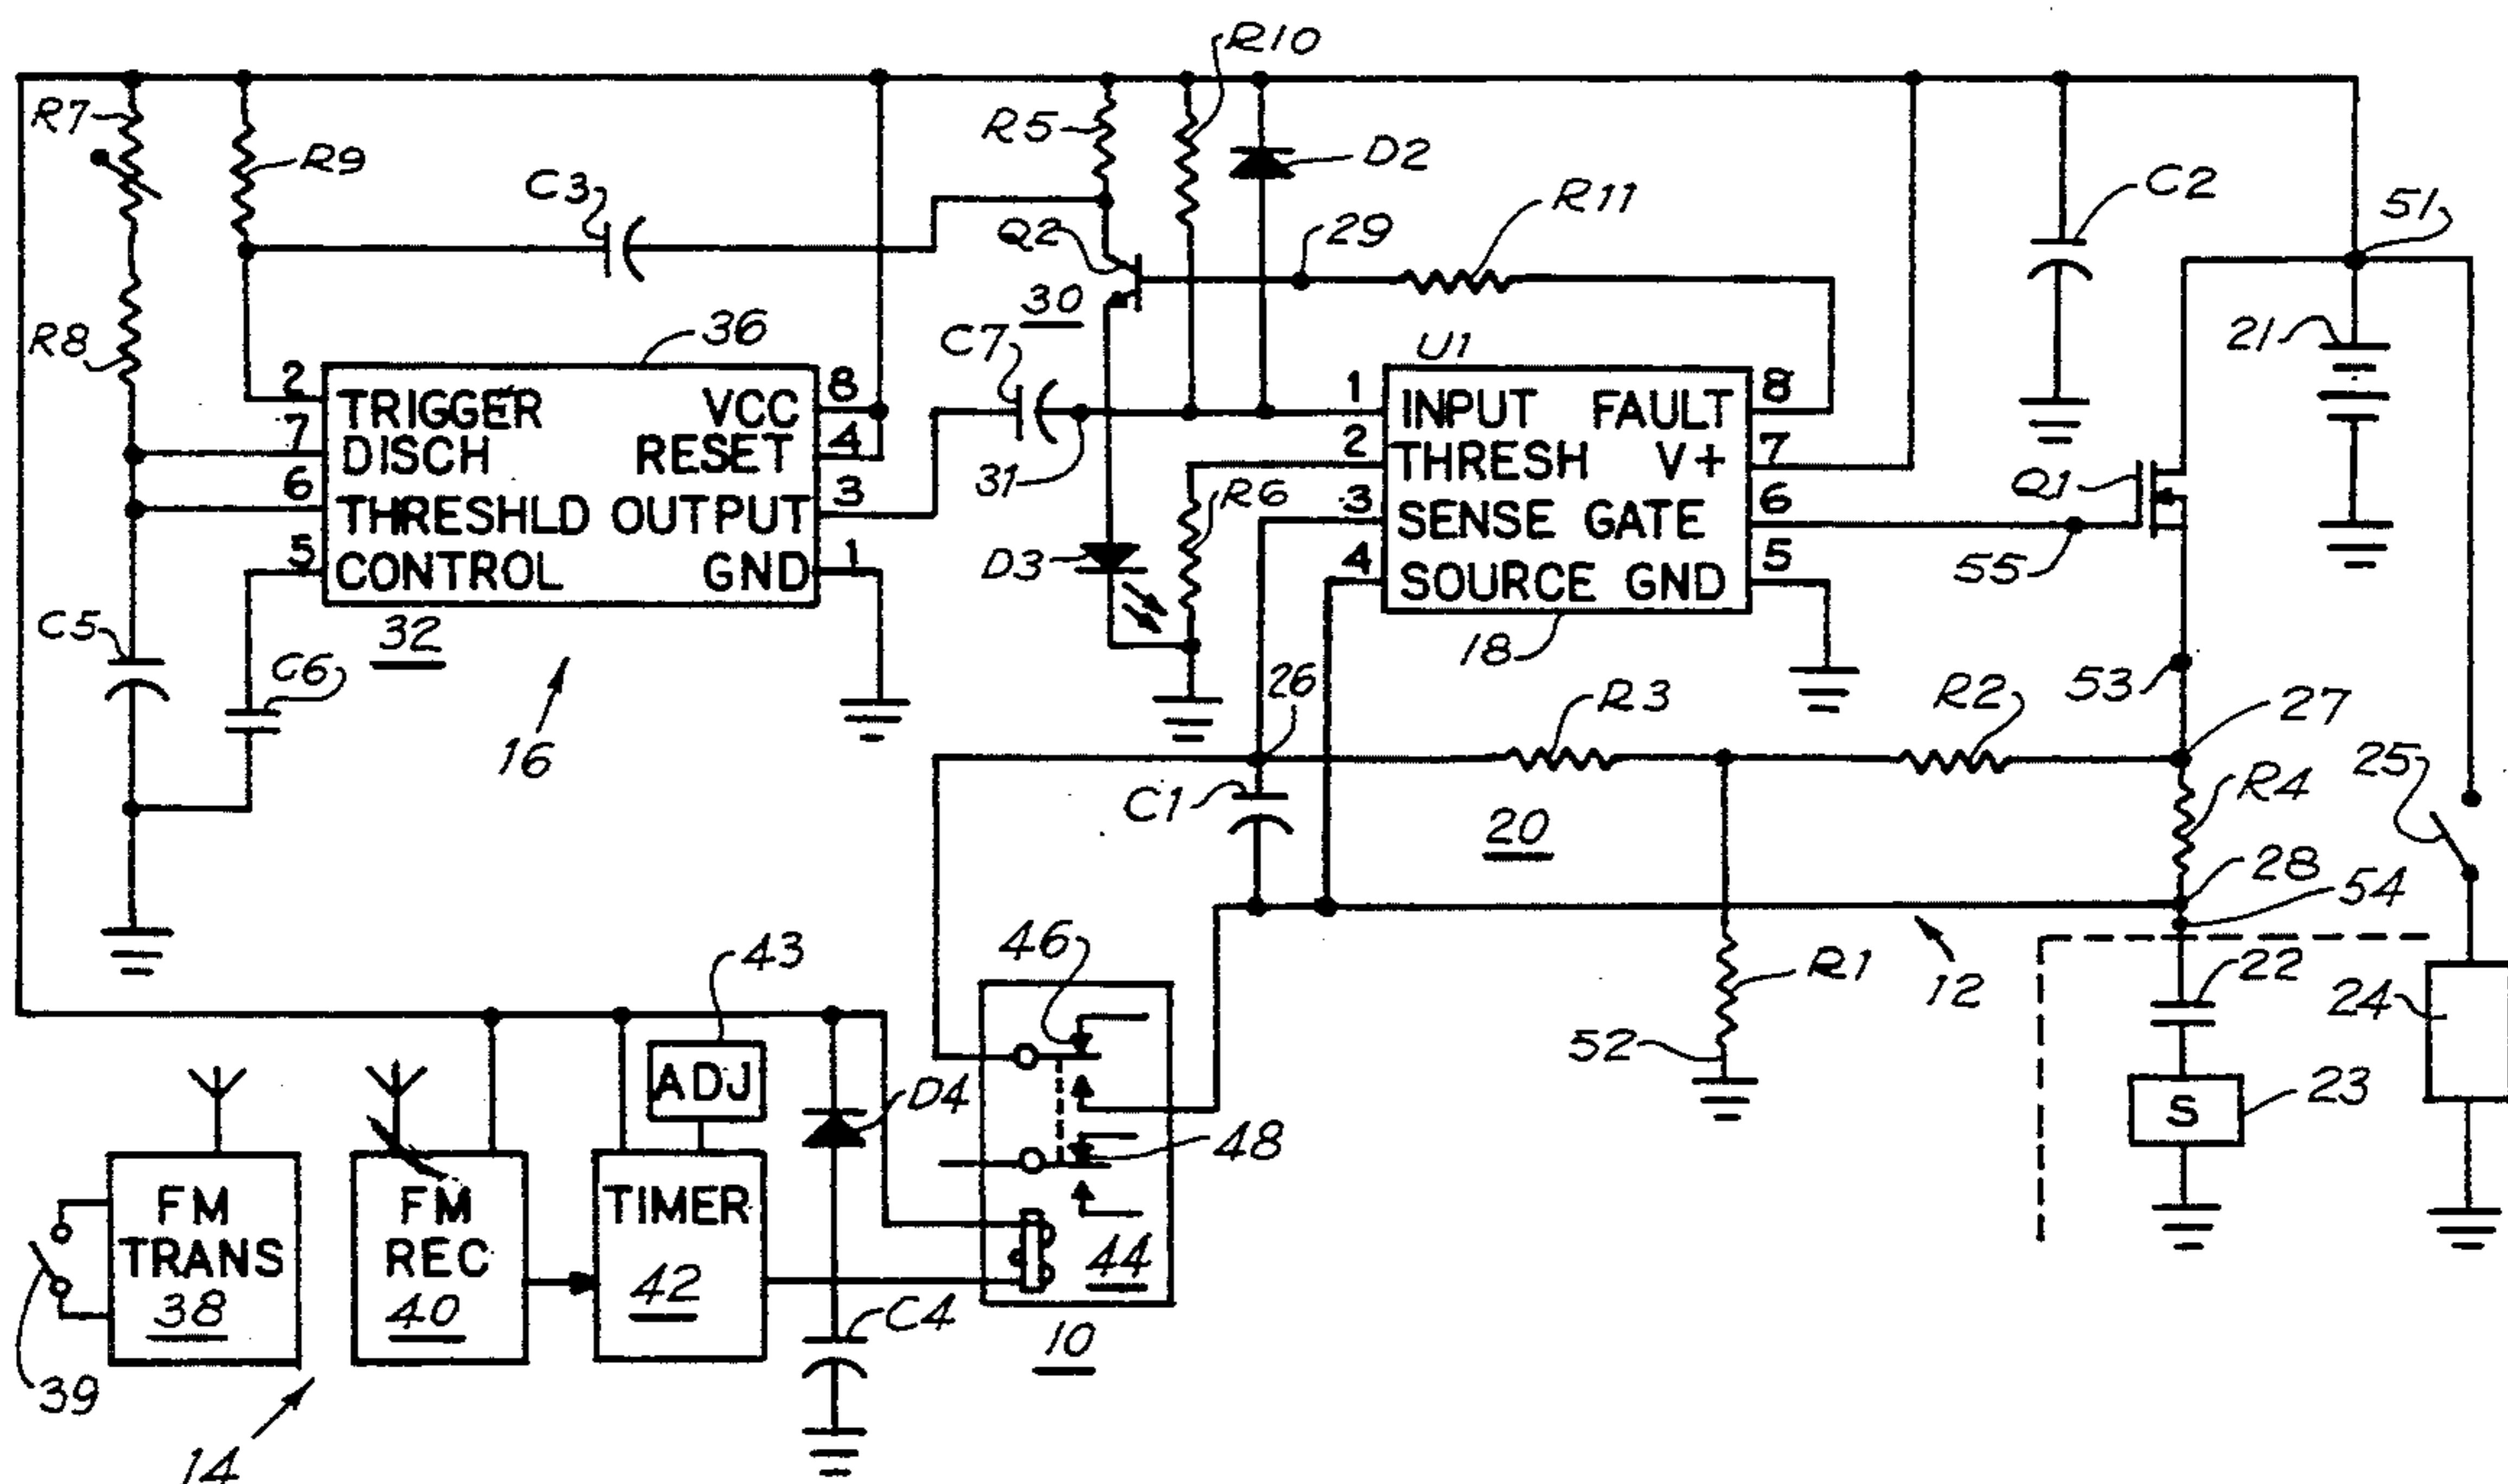 R10
R7
R9
R5
D2
C3
Q2
29
R11
C2
51
30
R8
36
C7
U1
21
2 TRIGGER VCC 8
7 DISCH RESET 4
6 THRESHLD OUTPUT 3
5 CONTROL GND 1
1 INPUT FAULT 8
2 THRESH V+ 7
3 SENSE GATE 6
4 SOURCE GND 5
31
R6
Q1
D3
55
C5
32
C6
16
18
26
R3
R2
53
27
25
R4
C1
20
28
54
43
46
R1
12
22
24
52
ADJ
D4
48
23
S
FM
TRANS
38
FM
REC
40
TIMER
42
44
C4
10
39
14